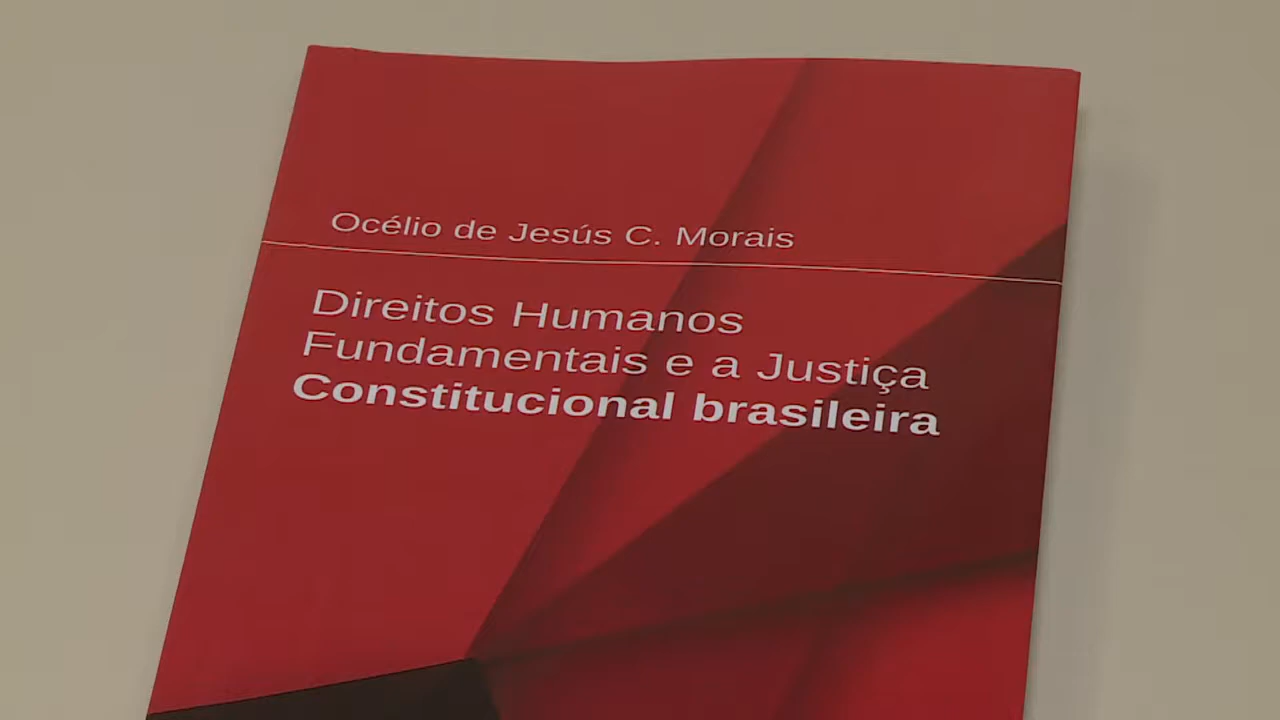 Océlio de Jesús C. Morais
Direitos Humanos
Fundamentais e a Justiça
Constitucional brasileira